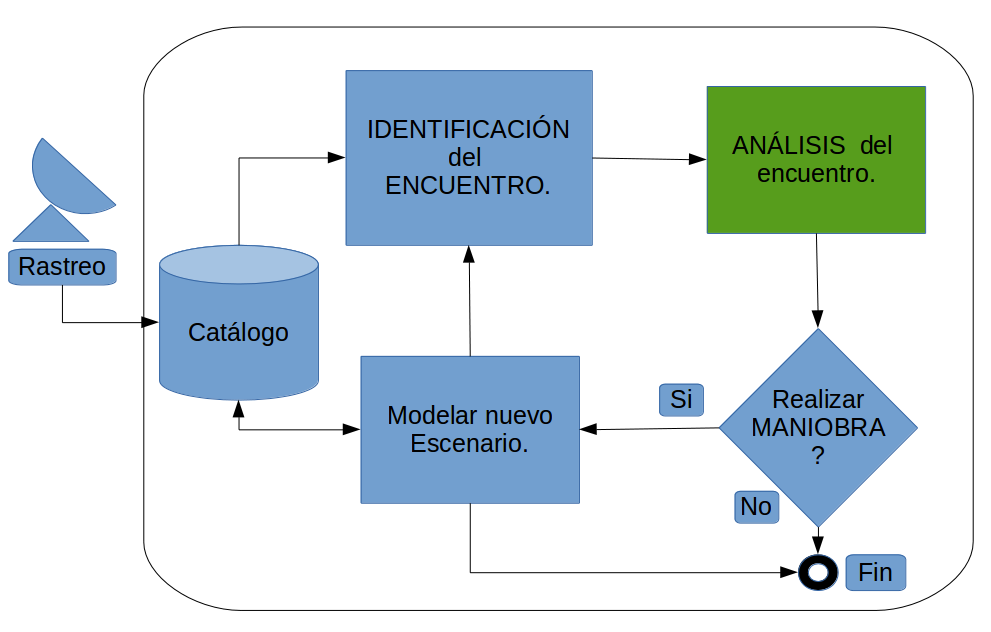 IDENTIFICACIÓN
del
ENCUENTRO.
ANÁLISIS  del
encuentro.
Rastreo
Catálogo
Modelar nuevo
Escenario.
Si
Realizar
MANIOBRA
?
No
Fin